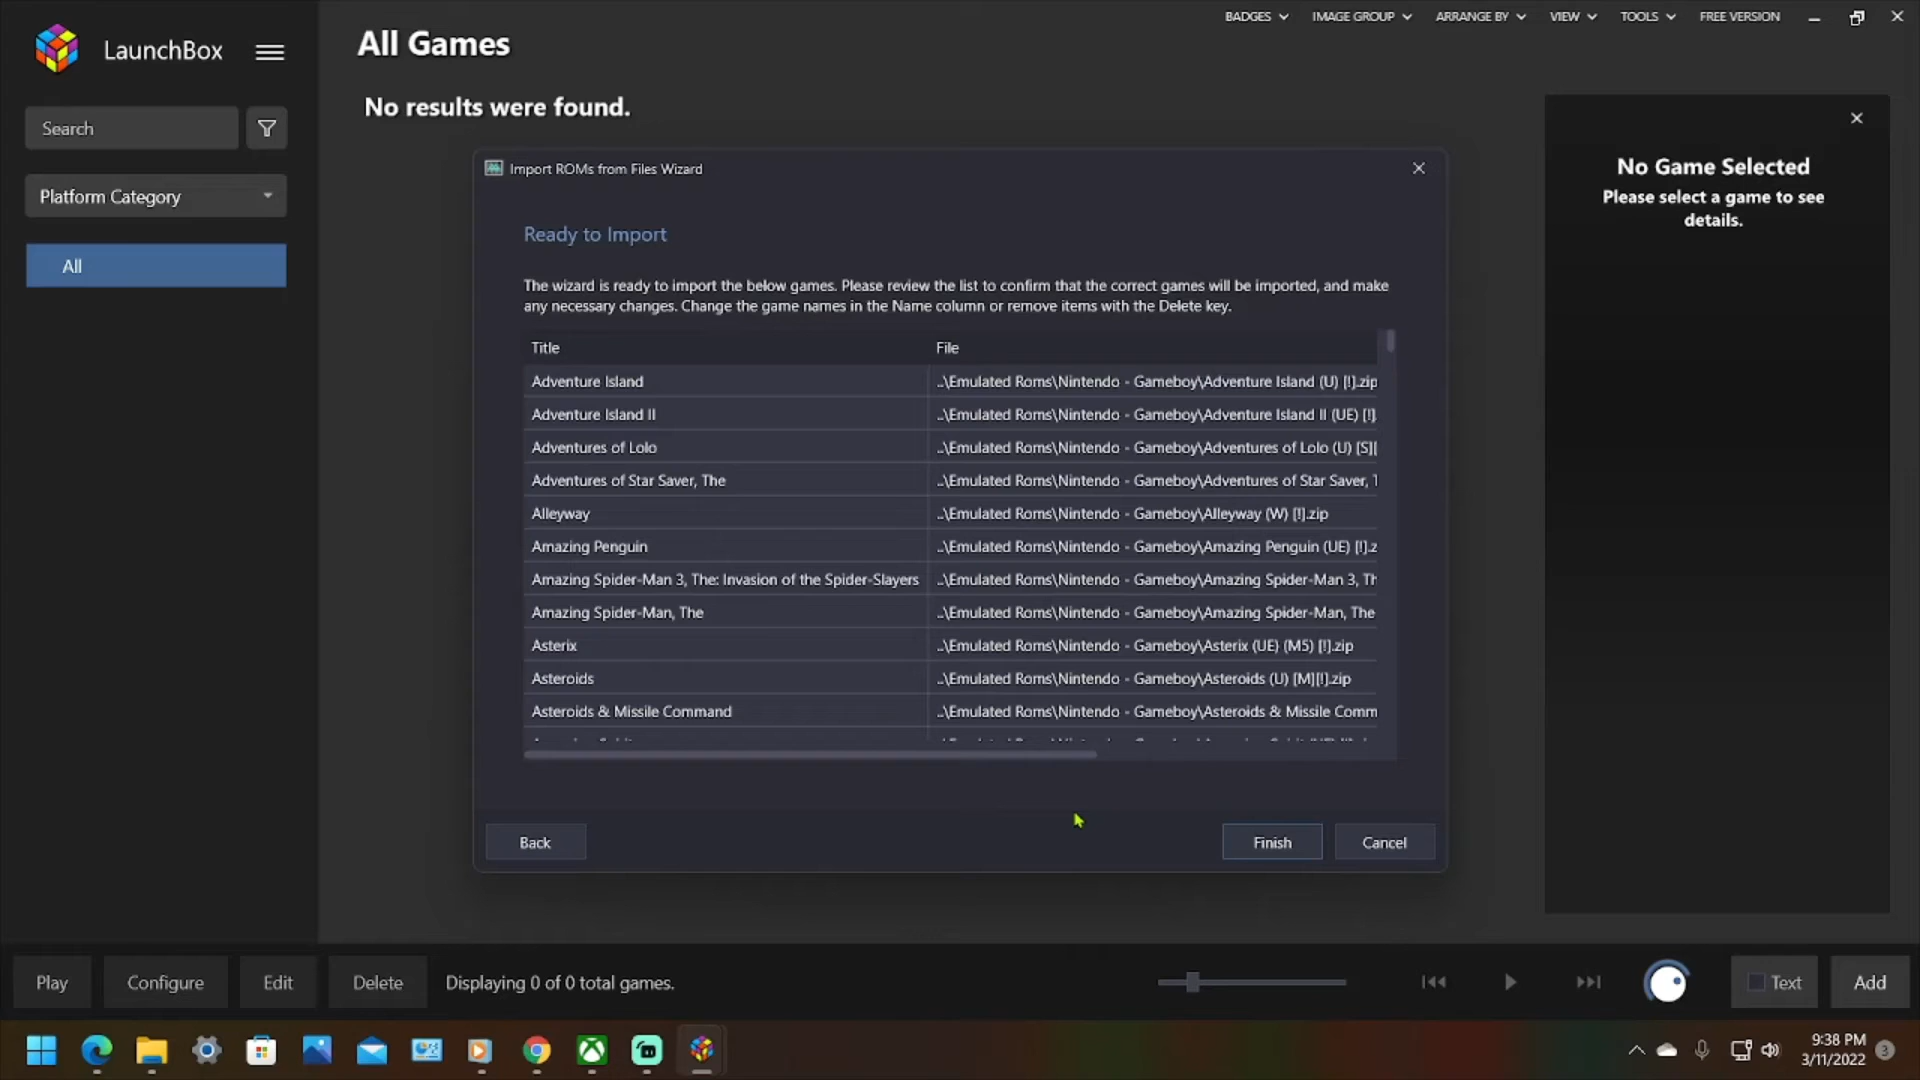 BADGES IMAGE GROUP ARRANGE BY VIEW TOOLS FREE VERSION
LaunchBox
All Games
No results were found.
Search
Platform Category
All
No Game Selected
Please select a game to see
details.
Import ROMs from Files Wizard
Ready to Import
The wizard is ready to import the below games. Please review the list to confirm that the correct games will be imported, and make
any necessary changes. Change the game names in the Name column or remove items with the Delete key.
Title File
Adventure Island ..\Emulated Roms\Nintendo - Gameboy\Adventure Island (U) [!].zip
Adventure Island II ..\Emulated Roms\Nintendo - Gameboy\Adventure Island II (UE) [!]
Adventures of Lolo ..\Emulated Roms\Nintendo - Gameboy\Adventures of Lolo (U) [S][
Adventures of Star Saver, The ..\Emulated Roms\Nintendo - Gameboy\Adventures of Star Saver, T
Alleyway ..\Emulated Roms\Nintendo - Gameboy\Alleyway (W) [!].zip
Amazing Penguin ..\Emulated Roms\Nintendo - Gameboy\Amazing Penguin (UE) [!].z
Amazing Spider-Man 3, The: Invasion of the Spider-Slayers ..\Emulated Roms\Nintendo - Gameboy\Amazing Spider-Man 3, Th
Amazing Spider-Man, The ..\Emulated Roms\Nintendo - Gameboy\Amazing Spider-Man, The
Asterix ..\Emulated Roms\Nintendo - Gameboy\Asterix (UE) (M5) [!].zip
Asteroids ..\Emulated Roms\Nintendo - Gameboy\Asteroids (U) [M][!].zip
Asteroids & Missile Command ..\Emulated Roms\Nintendo - Gameboy\Asteroids & Missile Comm
Back Finish Cancel
Play Configure Edit Delete Displaying 0 of 0 total games. Text Add
9:38 PM
3/11/2022
3